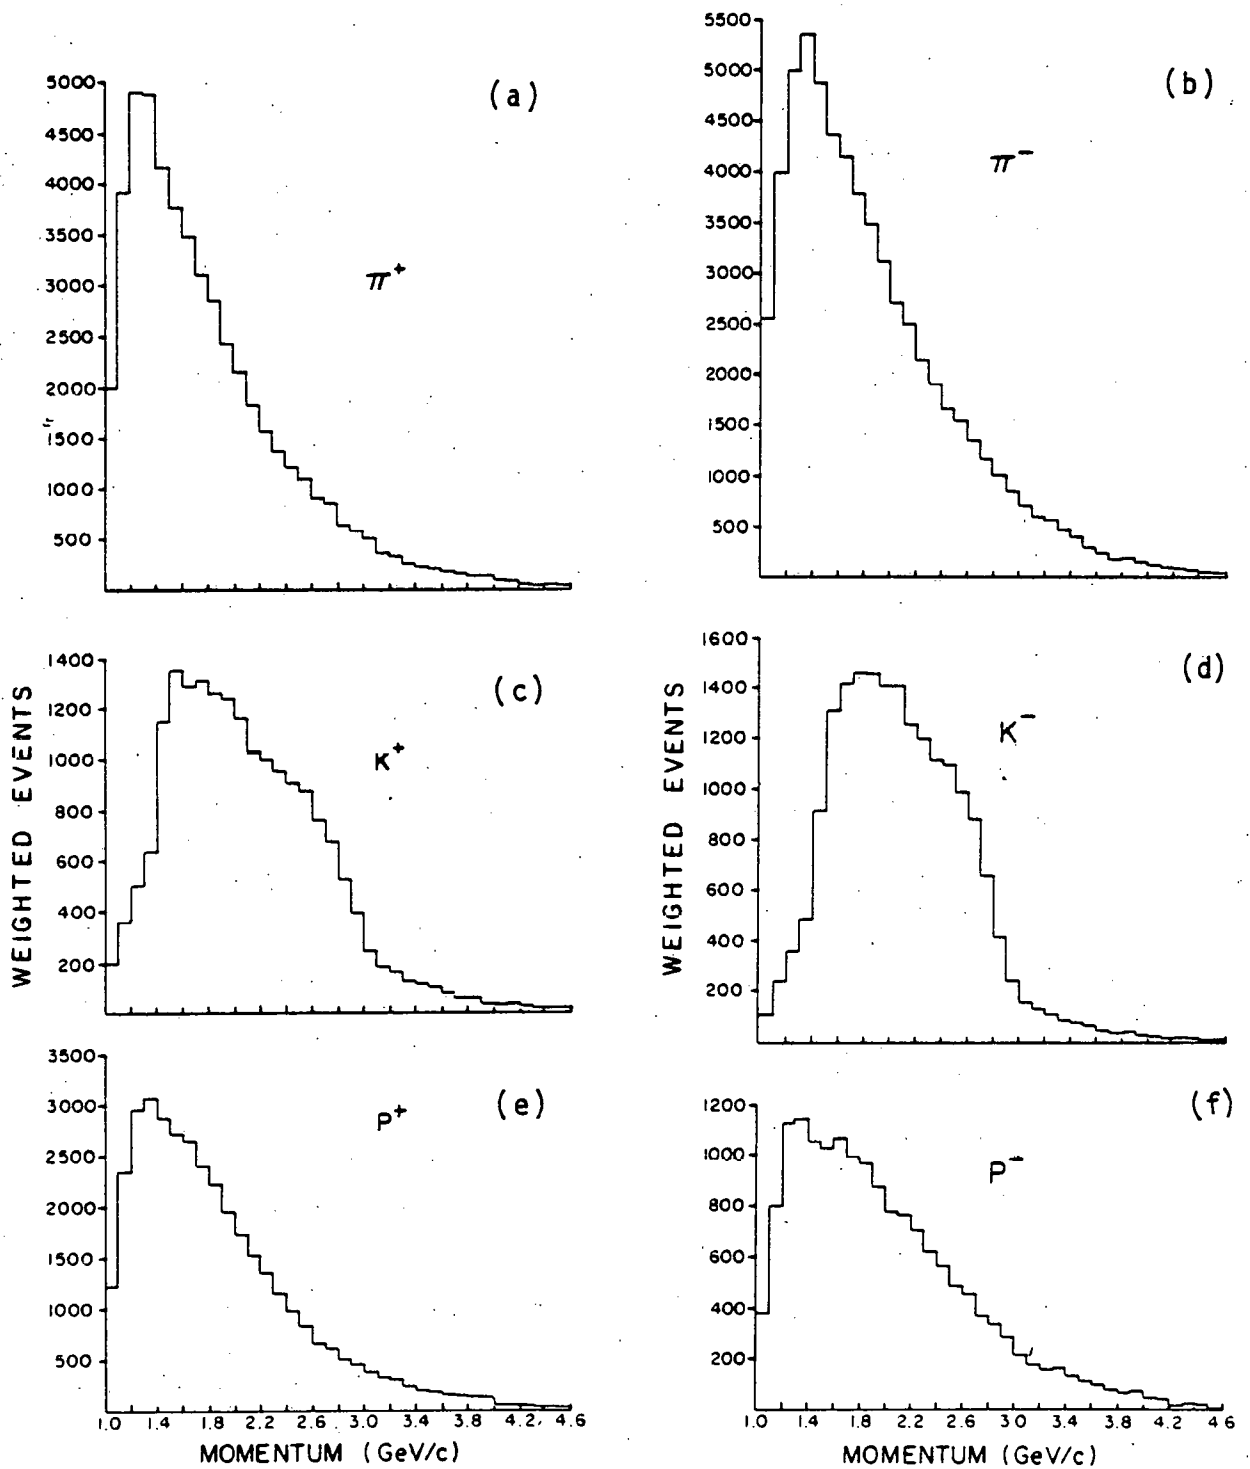 (a)
π+
5000
4500
4000
3500
3000
2500
2000
1500
1000
500
(b)
π−
5500
5000
4500
4000
3500
3000
2500
2000
1500
1000
500
(c)
K+
1400
1200
1000
800
600
400
200
WEIGHTED EVENTS
(d)
K−
1600
1400
1200
1000
800
600
400
200
WEIGHTED EVENTS
(e)
P+
3500
3000
2500
2000
1500
1000
500
1.0 1.4 1.8 2.2 2.6 3.0 3.4 3.8 4.2 4.6
MOMENTUM (GeV/c)
(f)
P−
1200
1000
800
600
400
200
1.0 1.4 1.8 2.2 2.6 3.0 3.4 3.8 4.2 4.6
MOMENTUM (GeV/c)